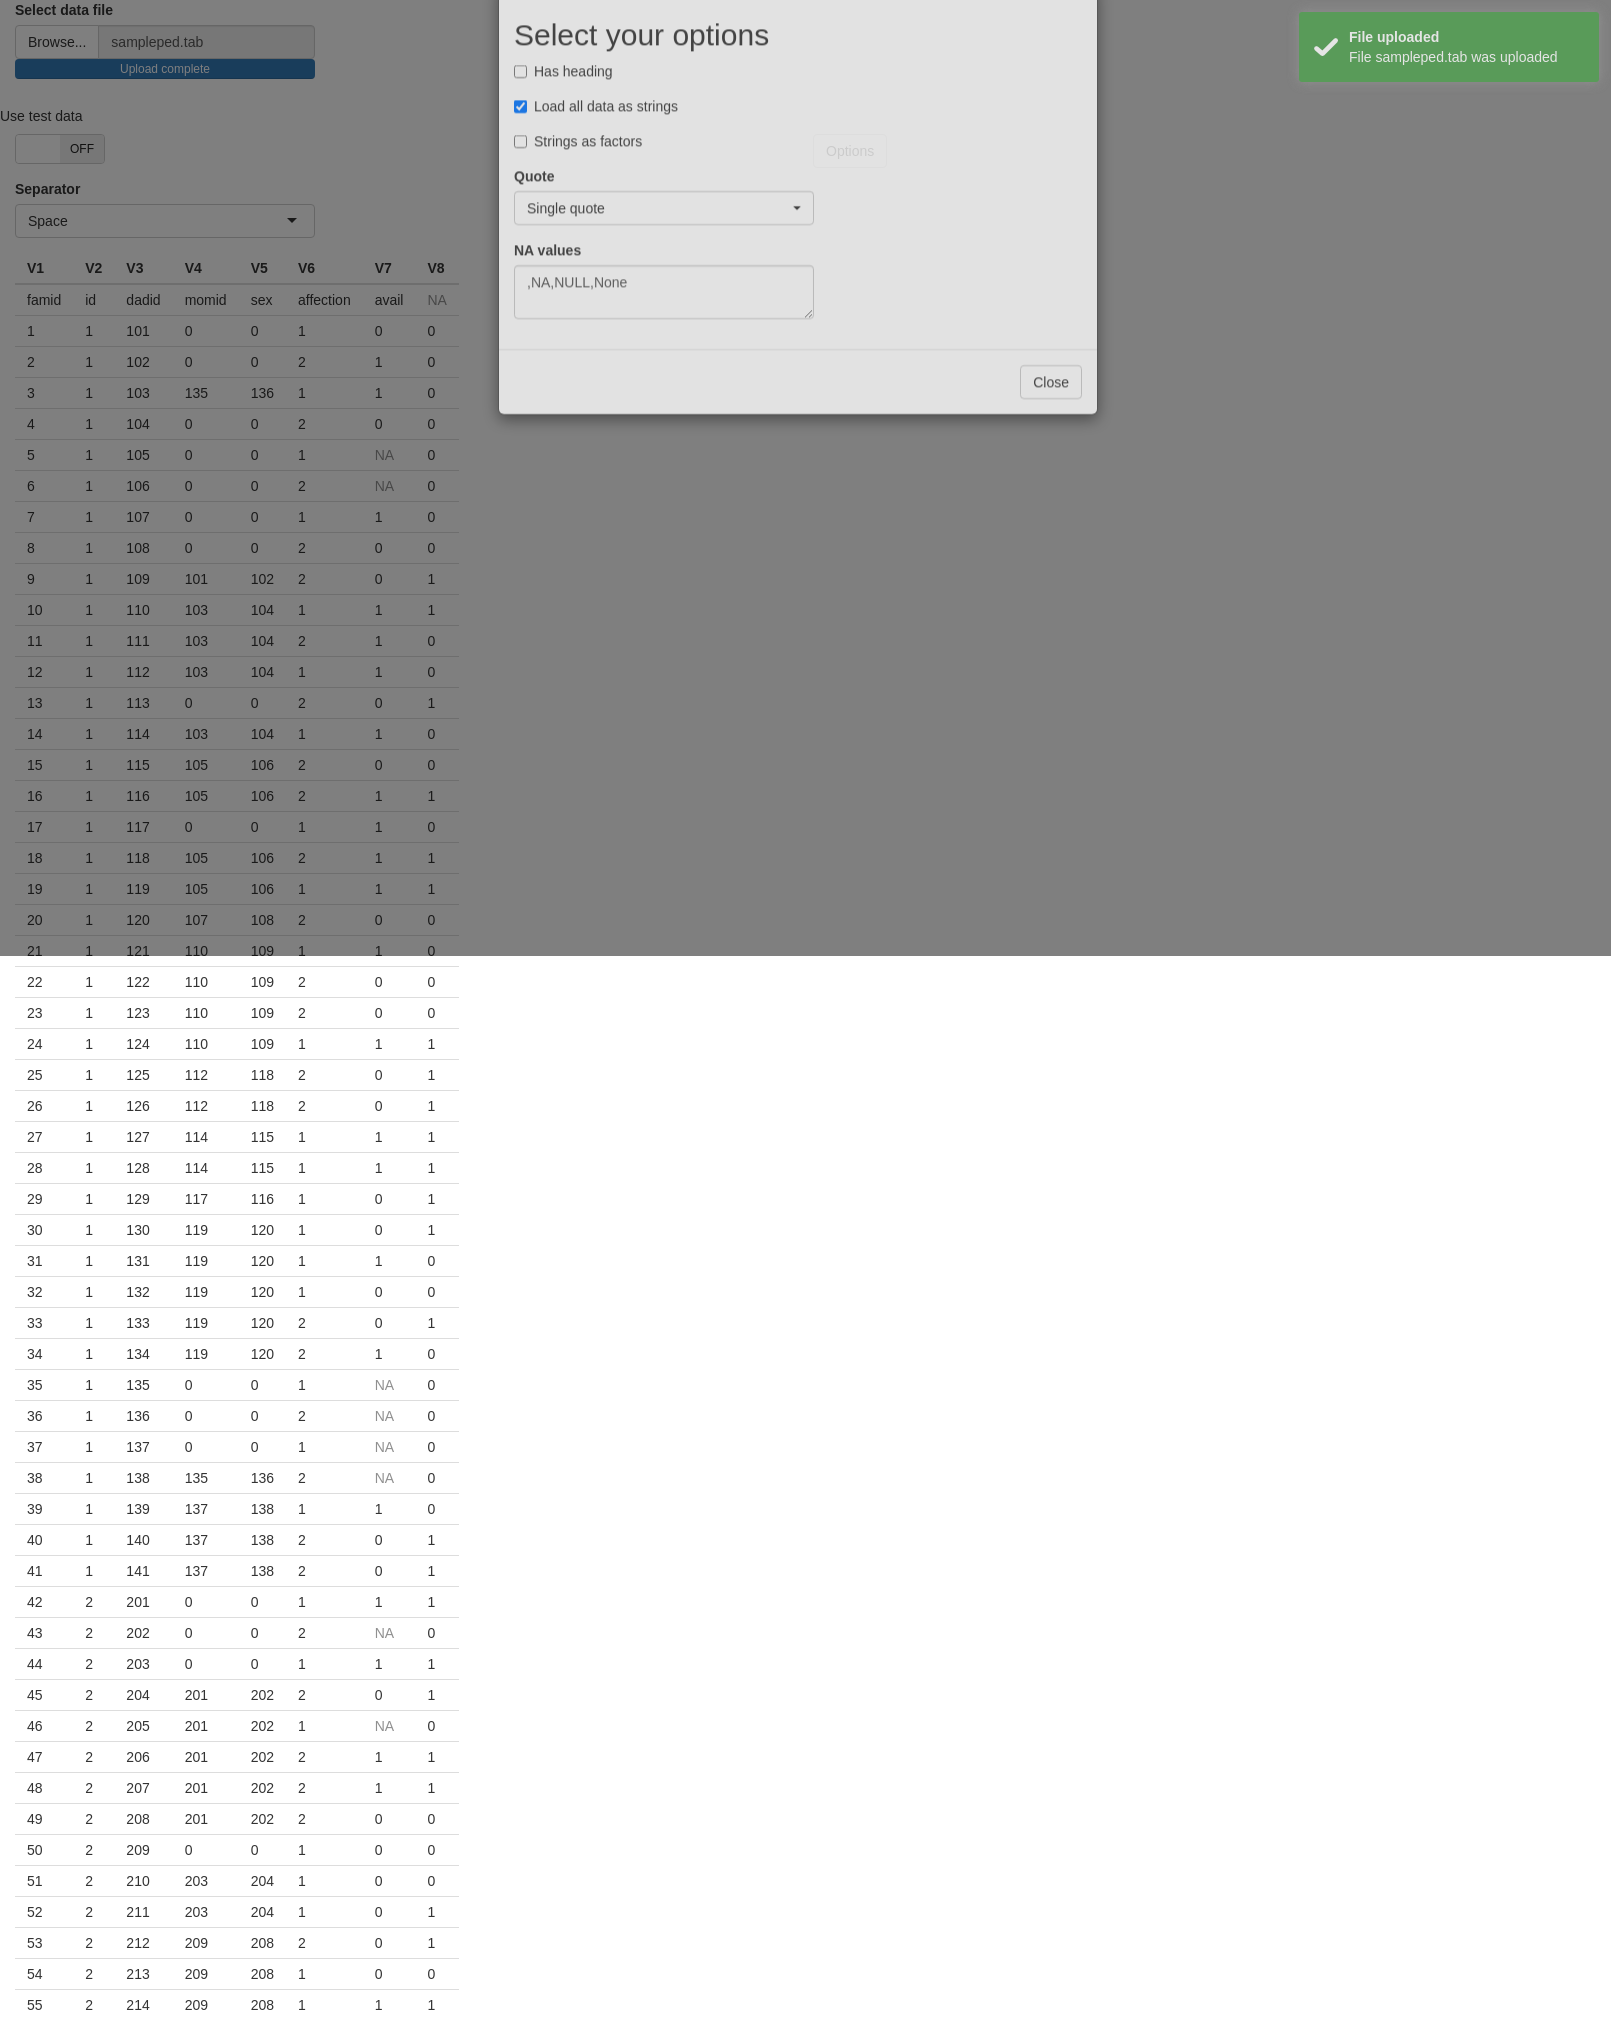 Select data file
Browse... sampleped.tab
Upload complete
Use test data
OFF
Separator
Space
Select your options
Has heading
Load all data as strings
Strings as factors
Options
Quote
Single quote
NA values
,NA,NULL,None
Close
File uploaded
File sampleped.tab was uploaded
V1 V2 V3 V4 V5 V6 V7 V8
famid id dadid momid sex affection avail NA
1 1 101 0 0 1 0 0
2 1 102 0 0 2 1 0
3 1 103 135 136 1 1 0
4 1 104 0 0 2 0 0
5 1 105 0 0 1 NA 0
6 1 106 0 0 2 NA 0
7 1 107 0 0 1 1 0
8 1 108 0 0 2 0 0
9 1 109 101 102 2 0 1
10 1 110 103 104 1 1 1
11 1 111 103 104 2 1 0
12 1 112 103 104 1 1 0
13 1 113 0 0 2 0 1
14 1 114 103 104 1 1 0
15 1 115 105 106 2 0 0
16 1 116 105 106 2 1 1
17 1 117 0 0 1 1 0
18 1 118 105 106 2 1 1
19 1 119 105 106 1 1 1
20 1 120 107 108 2 0 0
21 1 121 110 109 1 1 0
22 1 122 110 109 2 0 0
23 1 123 110 109 2 0 0
24 1 124 110 109 1 1 1
25 1 125 112 118 2 0 1
26 1 126 112 118 2 0 1
27 1 127 114 115 1 1 1
28 1 128 114 115 1 1 1
29 1 129 117 116 1 0 1
30 1 130 119 120 1 0 1
31 1 131 119 120 1 1 0
32 1 132 119 120 1 0 0
33 1 133 119 120 2 0 1
34 1 134 119 120 2 1 0
35 1 135 0 0 1 NA 0
36 1 136 0 0 2 NA 0
37 1 137 0 0 1 NA 0
38 1 138 135 136 2 NA 0
39 1 139 137 138 1 1 0
40 1 140 137 138 2 0 1
41 1 141 137 138 2 0 1
42 2 201 0 0 1 1 1
43 2 202 0 0 2 NA 0
44 2 203 0 0 1 1 1
45 2 204 201 202 2 0 1
46 2 205 201 202 1 NA 0
47 2 206 201 202 2 1 1
48 2 207 201 202 2 1 1
49 2 208 201 202 2 0 0
50 2 209 0 0 1 0 0
51 2 210 203 204 1 0 0
52 2 211 203 204 1 0 1
53 2 212 209 208 2 0 1
54 2 213 209 208 1 0 0
55 2 214 209 208 1 1 1